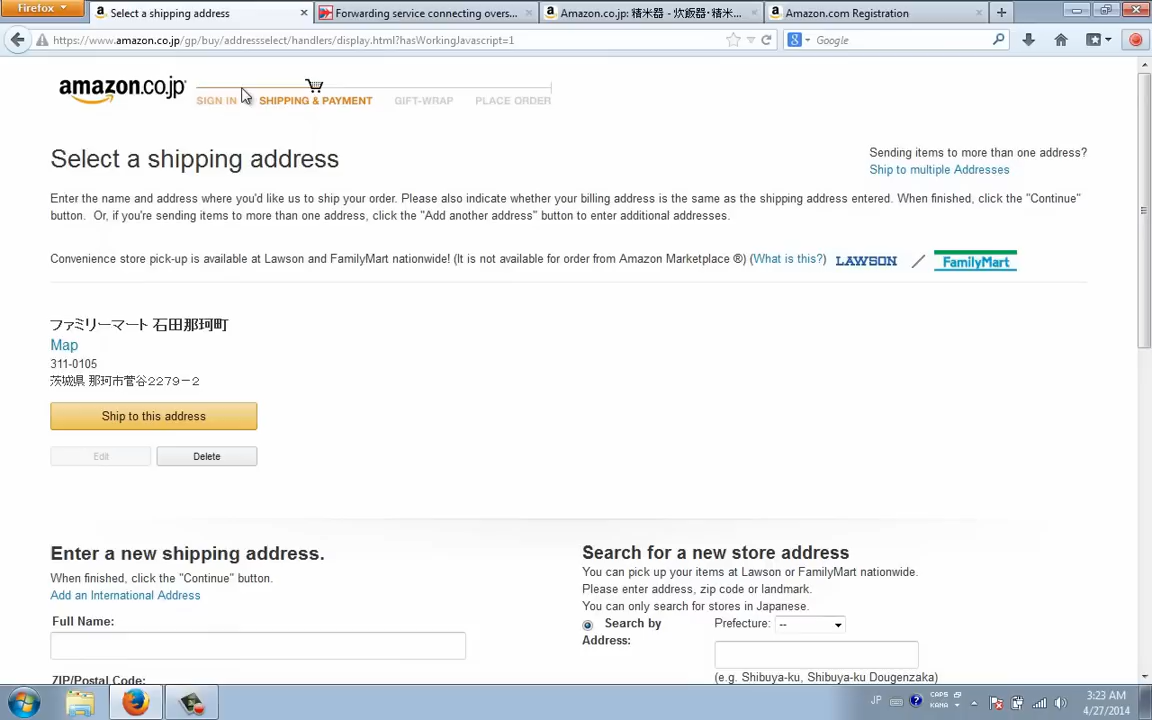 Firefox
Select a shipping address
Forwarding service connecting overs...
Amazon.co.jp: 精米器 - 炊飯器・精米...
Amazon.com Registration
https://www.amazon.co.jp/gp/buy/addressselect/handlers/display.html?hasWorkingJavascript=1
Google
amazon.co.jp
SIGN IN
SHIPPING & PAYMENT
GIFT-WRAP
PLACE ORDER
Select a shipping address
Sending items to more than one address?
Ship to multiple Addresses
Enter the name and address where you'd like us to ship your order. Please also indicate whether your billing address is the same as the shipping address entered. When finished, click the "Continue"
button. Or, if you're sending items to more than one address, click the "Add another address" button to enter additional addresses.
Convenience store pick-up is available at Lawson and FamilyMart nationwide! (It is not available for order from Amazon Marketplace ®) (What is this?) LAWSON / FamilyMart
ファミリーマート 石田那珂町
Map
311-0105
茨城県 那珂市菅谷2279－2
Ship to this address
Edit
Delete
Enter a new shipping address.
When finished, click the "Continue" button.
Add an International Address
Full Name:
ZIP/Postal Code:
Search for a new store address
You can pick up your items at Lawson or FamilyMart nationwide.
Please enter address, zip code or landmark.
You can only search for stores in Japanese.
Search by
Address:
Prefecture: --
(e.g. Shibuya-ku, Shibuya-ku Dougenzaka)
JP
CAPS
KANA
3:23 AM
4/27/2014